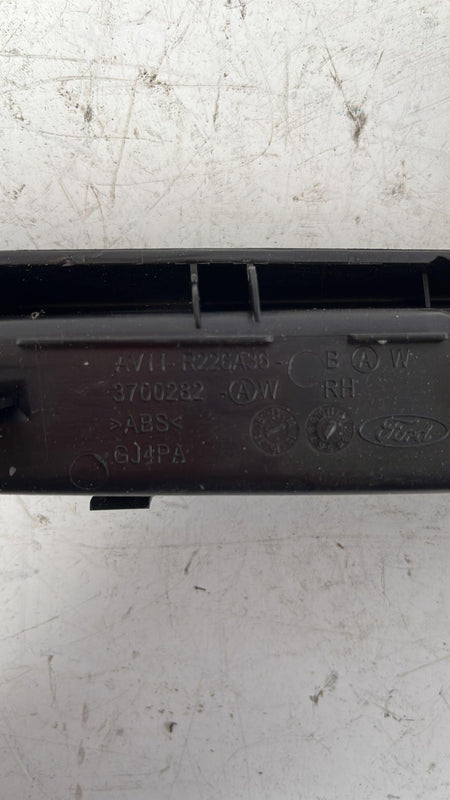 AV11-R226A36-B A W
3700282-A W RH
>ABS< Ford
GJ4PA